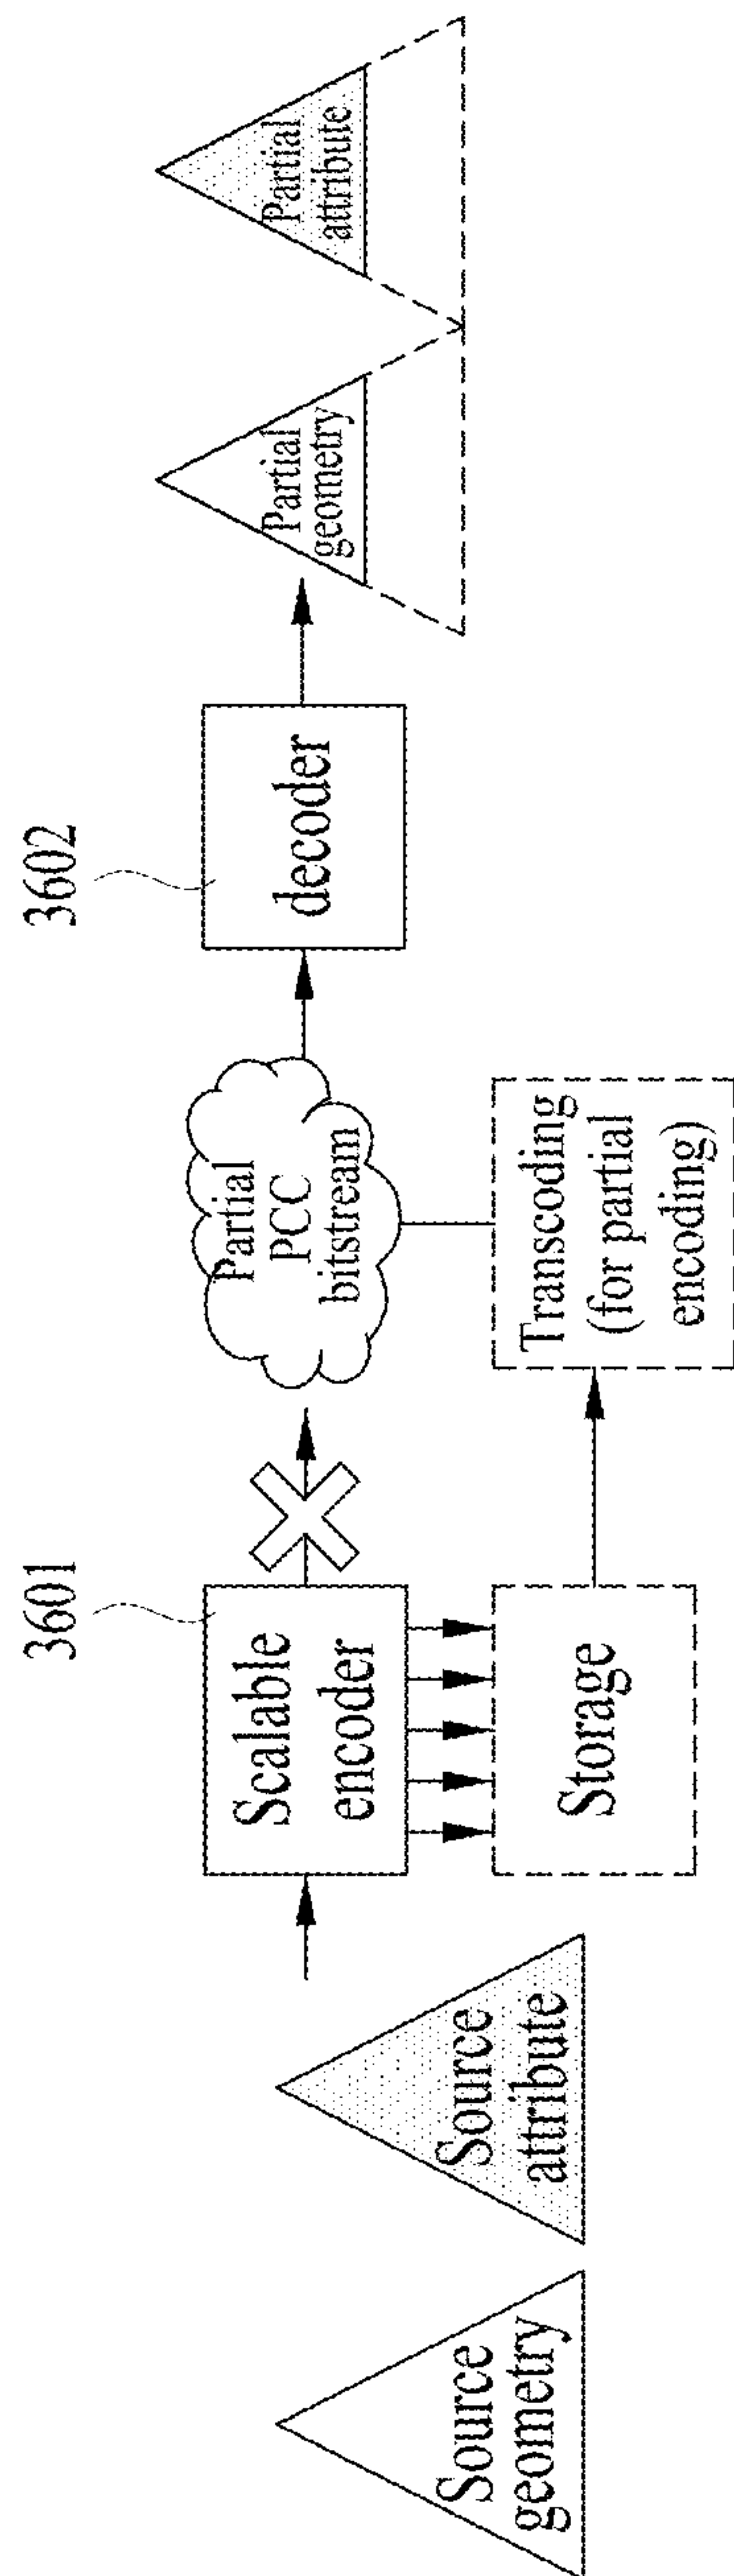 Source
geometry
Source
attribute
3601
Scalable
encoder
Storage
Partial
PCC
bitstream
Transcoding
(for partial
encoding)
3602
decoder
Partial
geometry
Partial
attribute